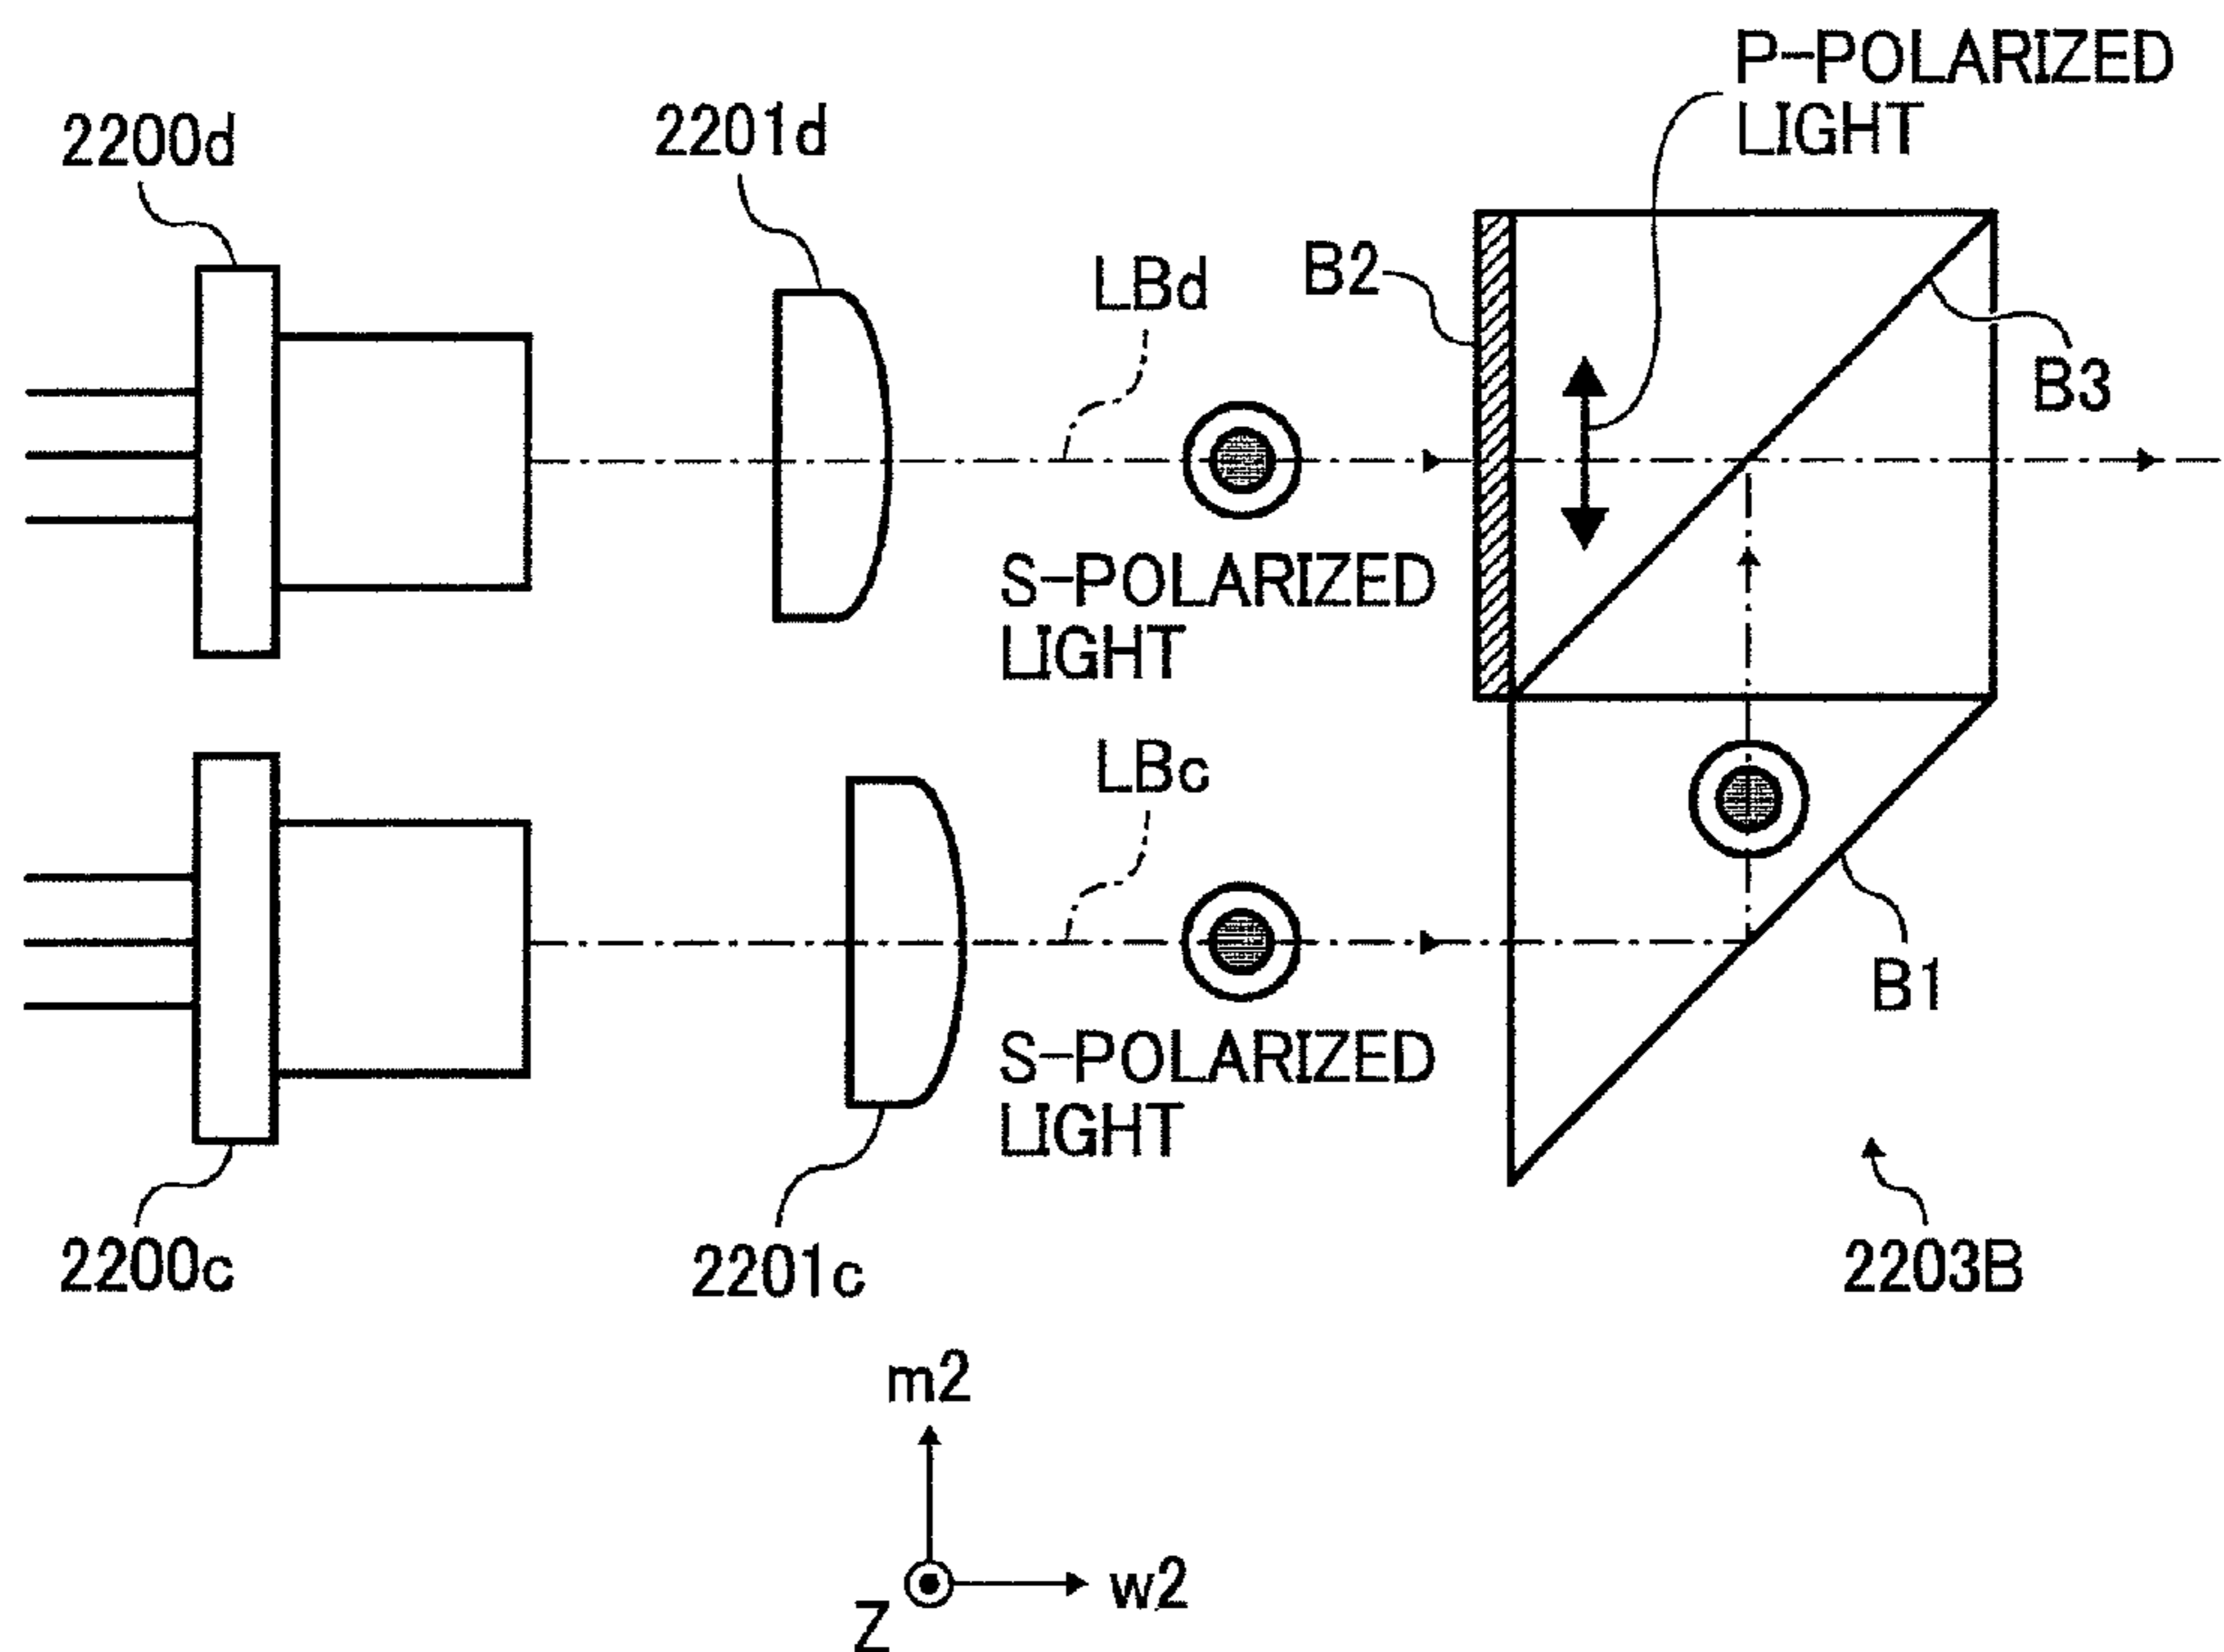 P-POLARIZED
LIGHT
2200d
2201d
LBd
B2
B3
S-POLARIZED
LIGHT
LBc
B1
S-POLARIZED
LIGHT
2200c
2201c
2203B
m2
w2
Z